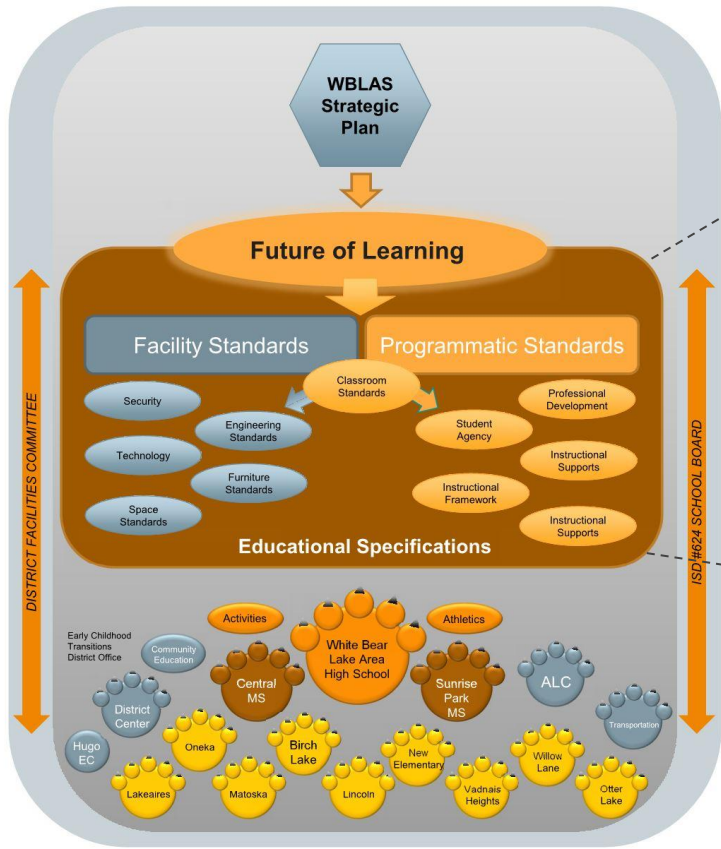 WBLAS
Strategic
Plan
Future of Learning
Facility Standards
Programmatic Standards
Classroom
Standards
Security
Engineering
Standards
Technology
Furniture
Standards
Space
Standards
Professional
Development
Student
Agency
Instructional
Supports
Instructional
Framework
Instructional
Supports
Educational Specifications
DISTRICT FACILITIES COMMITTEE
ISD #624 SCHOOL BOARD
Activities
Athletics
White Bear
Lake Area
High School
Early Childhood
Transitions
District Office
Community
Education
Central
MS
Sunrise
Park
MS
ALC
District
Center
Transportation
Hugo
EC
Oneka
Birch
Lake
New
Elementary
Willow
Lane
Lakeaires
Matoska
Lincoln
Vadnais
Heights
Otter
Lake